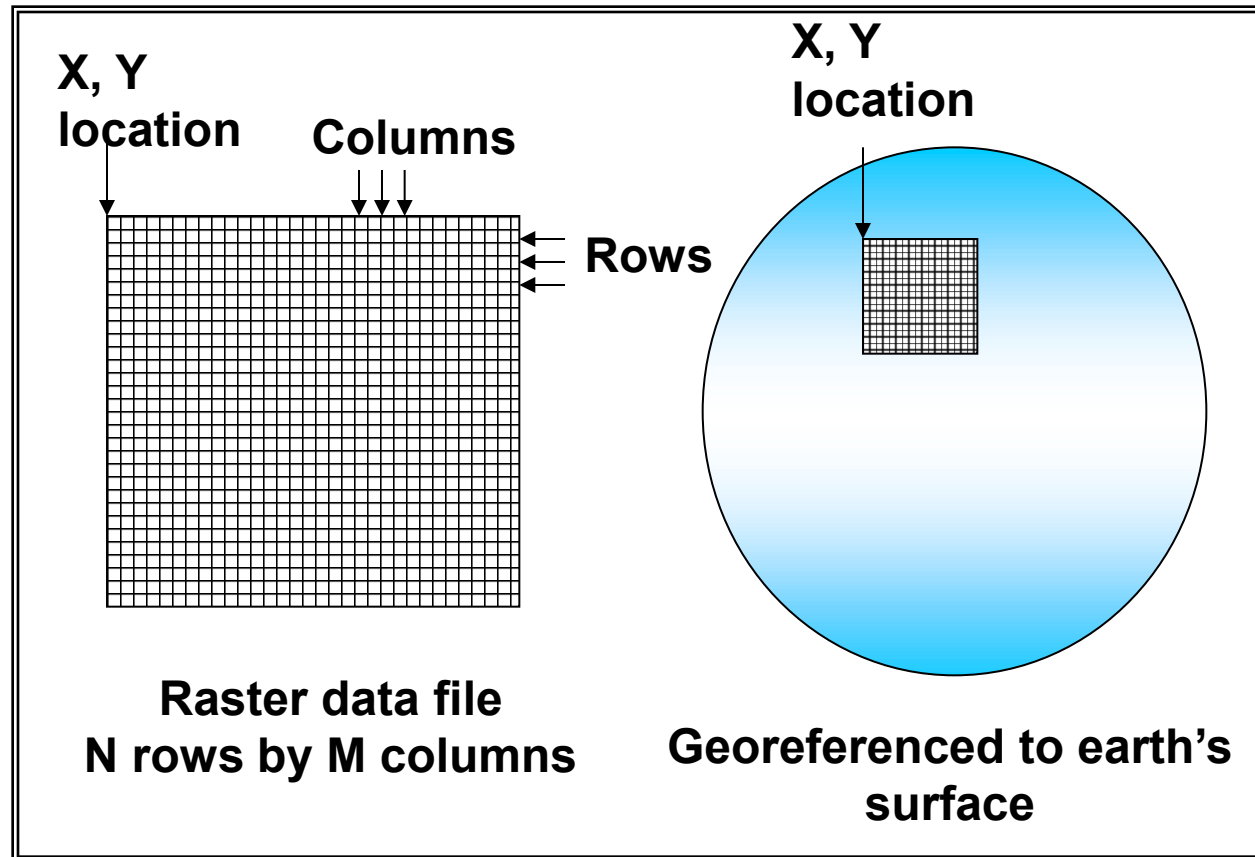 X, Y
location
Columns
Rows
Raster data file
N rows by M columns
X, Y
location
Georeferenced to earth’s
surface